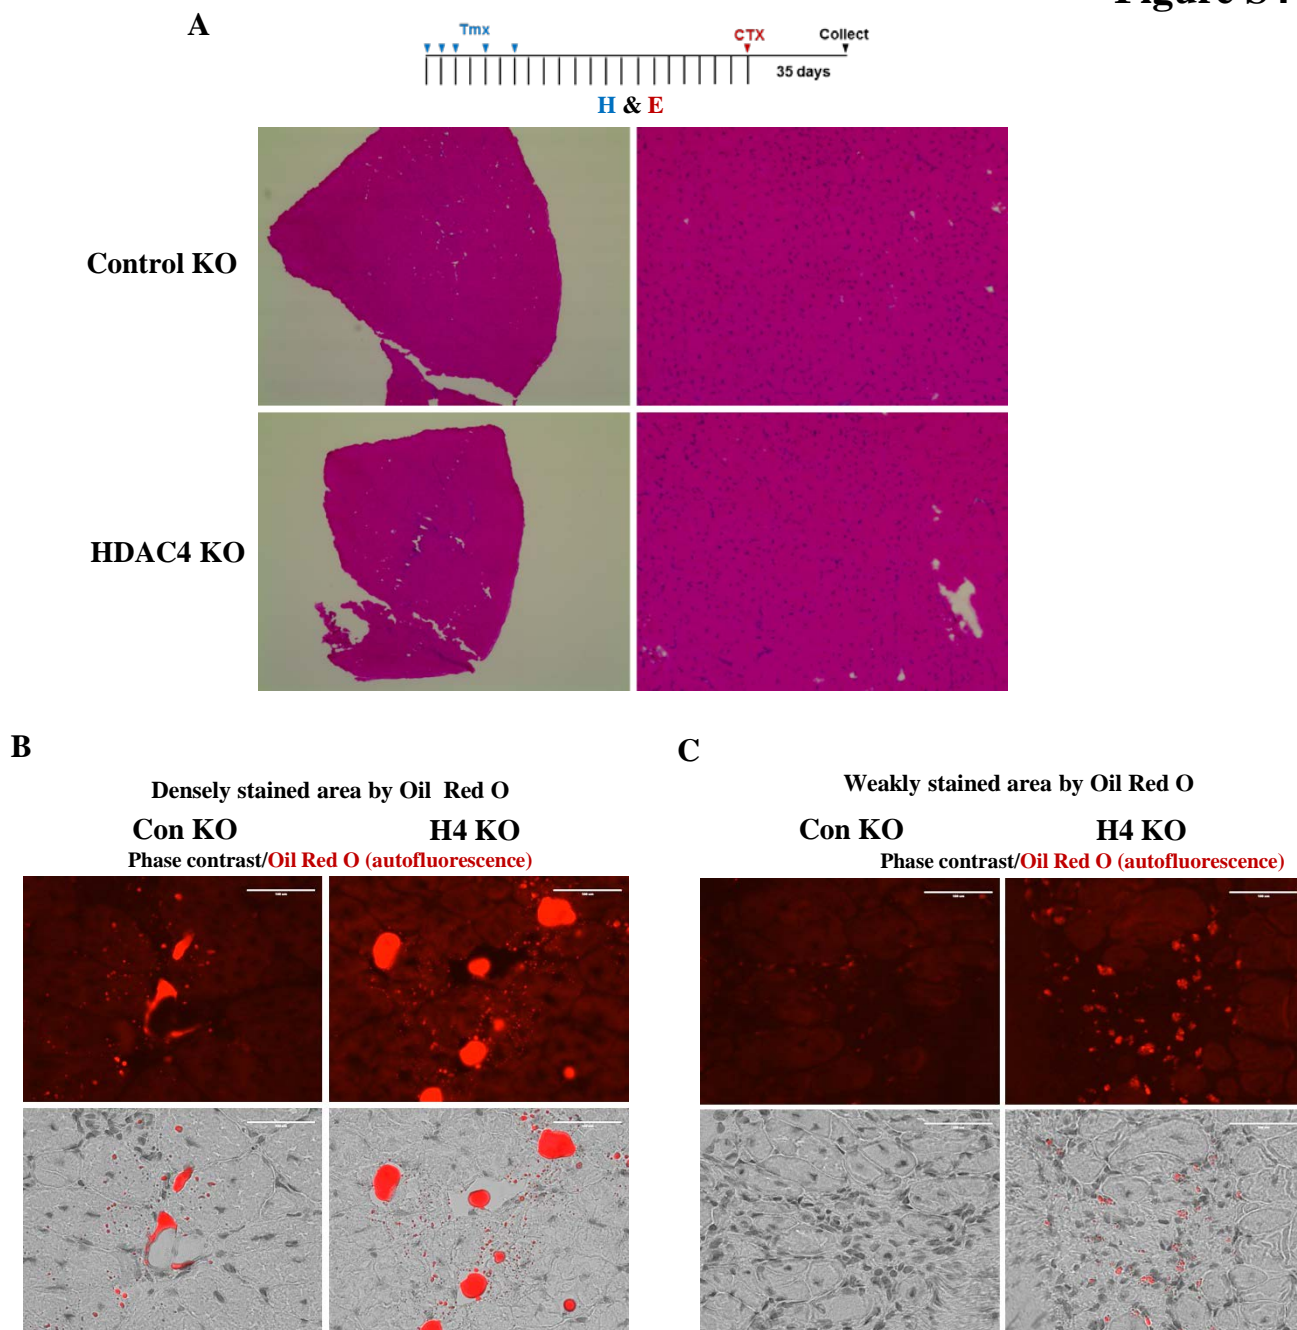 A
Tmx
CTX
Collect
35 days
H & E
Control KO
HDAC4 KO
B
Densely stained area by Oil Red O
Con KO
H4 KO
Phase contrast/Oil Red O (autofluorescence)
C
Weakly stained area by Oil Red O
Con KO
H4 KO
Phase contrast/Oil Red O (autofluorescence)